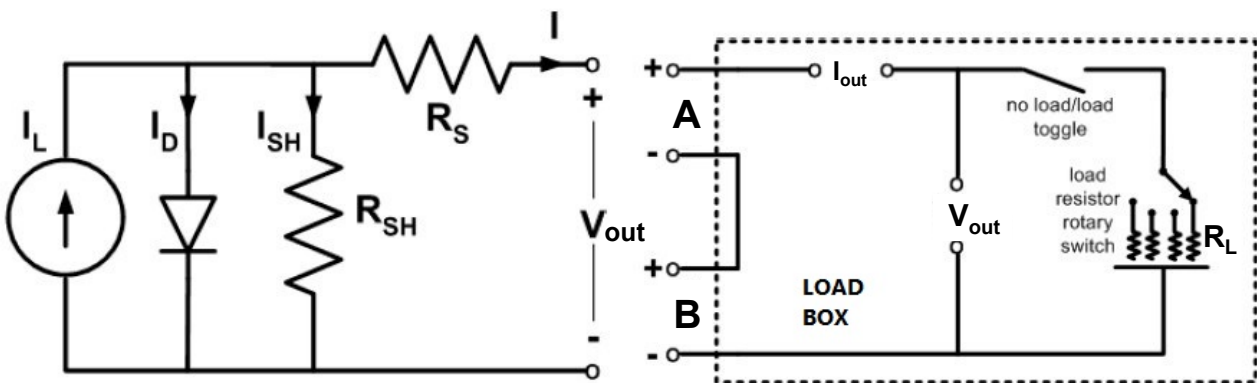 I
I_L
I_D
I_SH
R_S
+
R_SH
V_out
-
+
A
-
+
B
-
I_out
no load/load
toggle
V_out
load
resistor
rotary
switch
R_L
LOAD
BOX